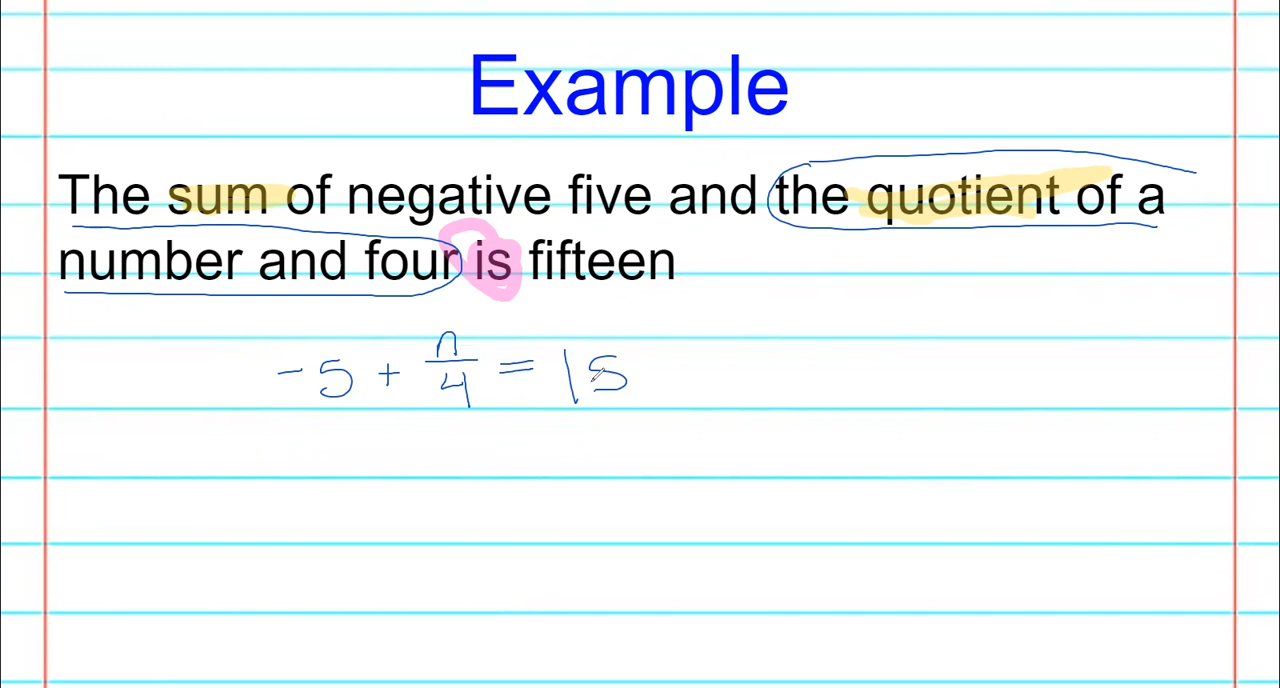 Example
The sum of negative five and the quotient of a
number and four is fifteen
-5 + n/4 = 15